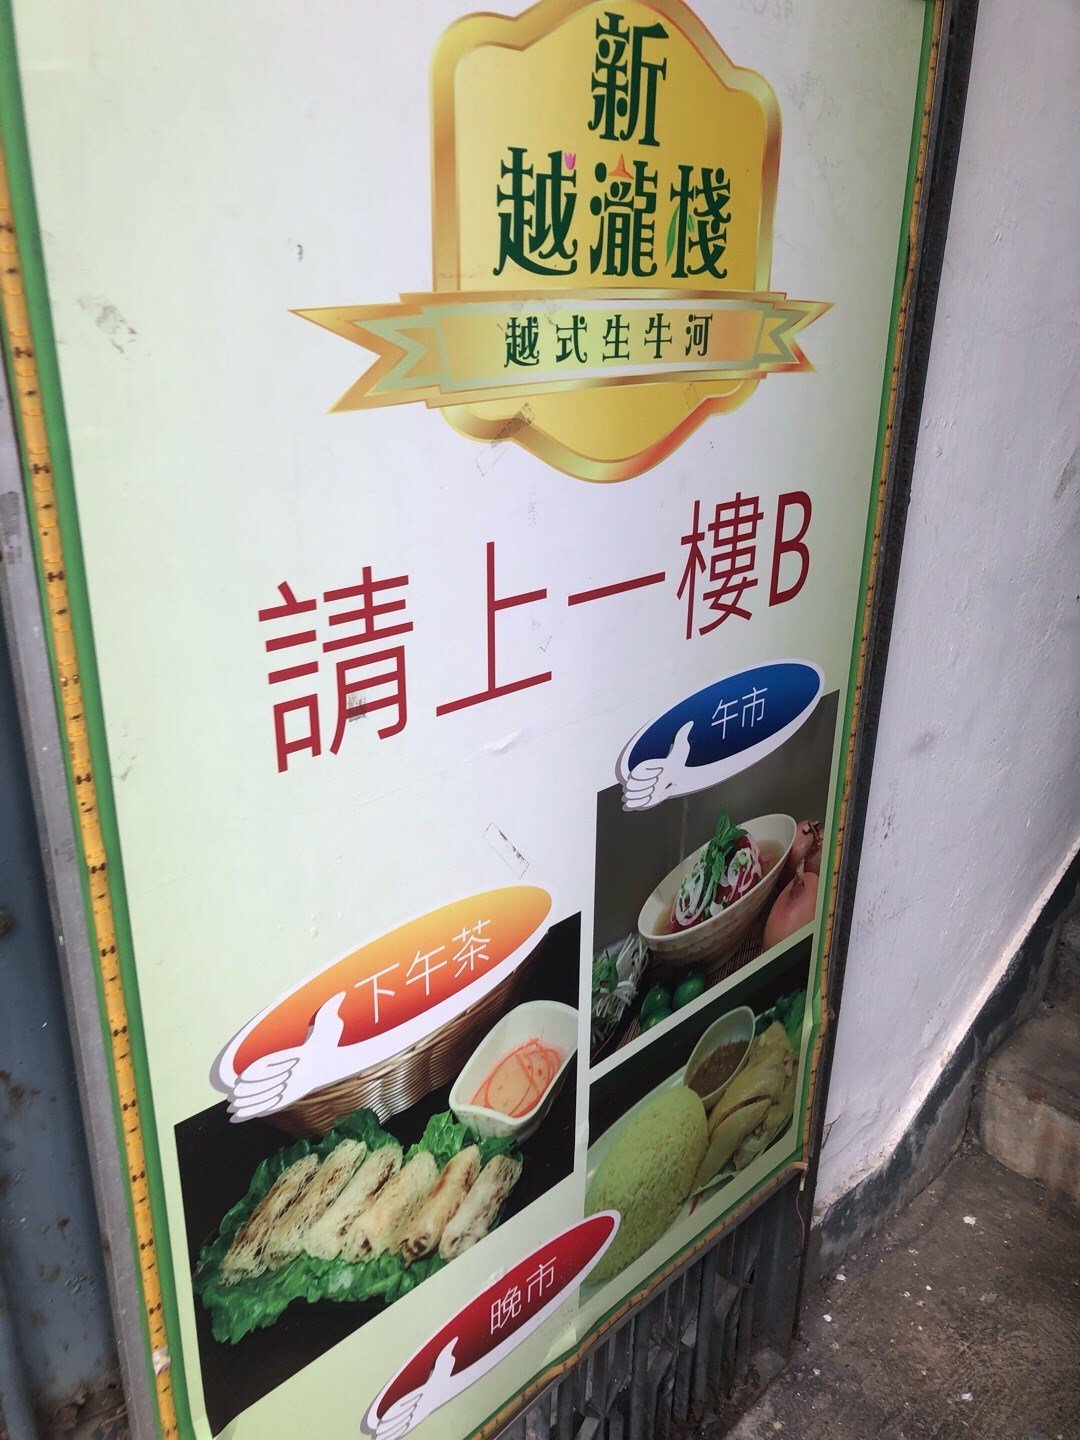 新
越瀧棧
越式生牛河
請上一樓B
午市
下午茶
晚市